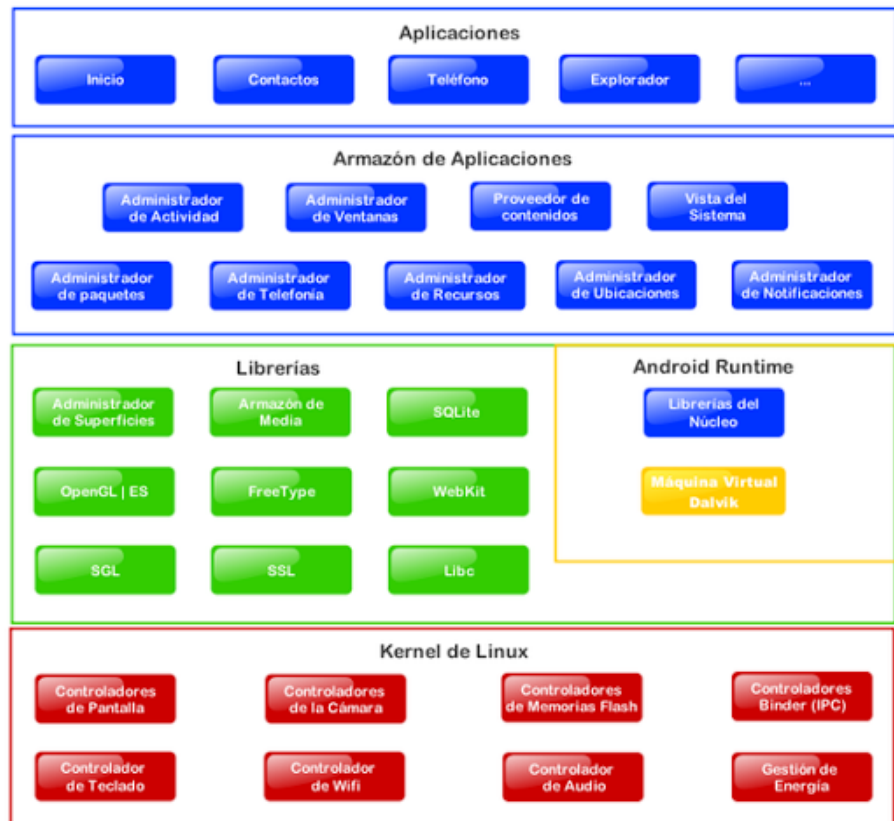 Aplicaciones
Inicio
Contactos
Teléfono
Explorador
...
Armazón de Aplicaciones
Administrador
de Actividad
Administrador
de Ventanas
Proveedor de
contenidos
Vista del
Sistema
Administrador
de paquetes
Administrador
de Telefonía
Administrador
de Recursos
Administrador
de Ubicaciones
Administrador
de Notificaciones
Librerías
Administrador
de Superficies
Armazón de
Media
SQLite
OpenGL | ES
FreeType
WebKit
SGL
SSL
Libc
Android Runtime
Librerías del
Núcleo
Máquina Virtual
Dalvik
Kernel de Linux
Controladores
de Pantalla
Controladores
de la Cámara
Controladores
de Memorias Flash
Controladores
Binder (IPC)
Controlador
de Teclado
Controlador
de Wifi
Controlador
de Audio
Gestión de
Energía